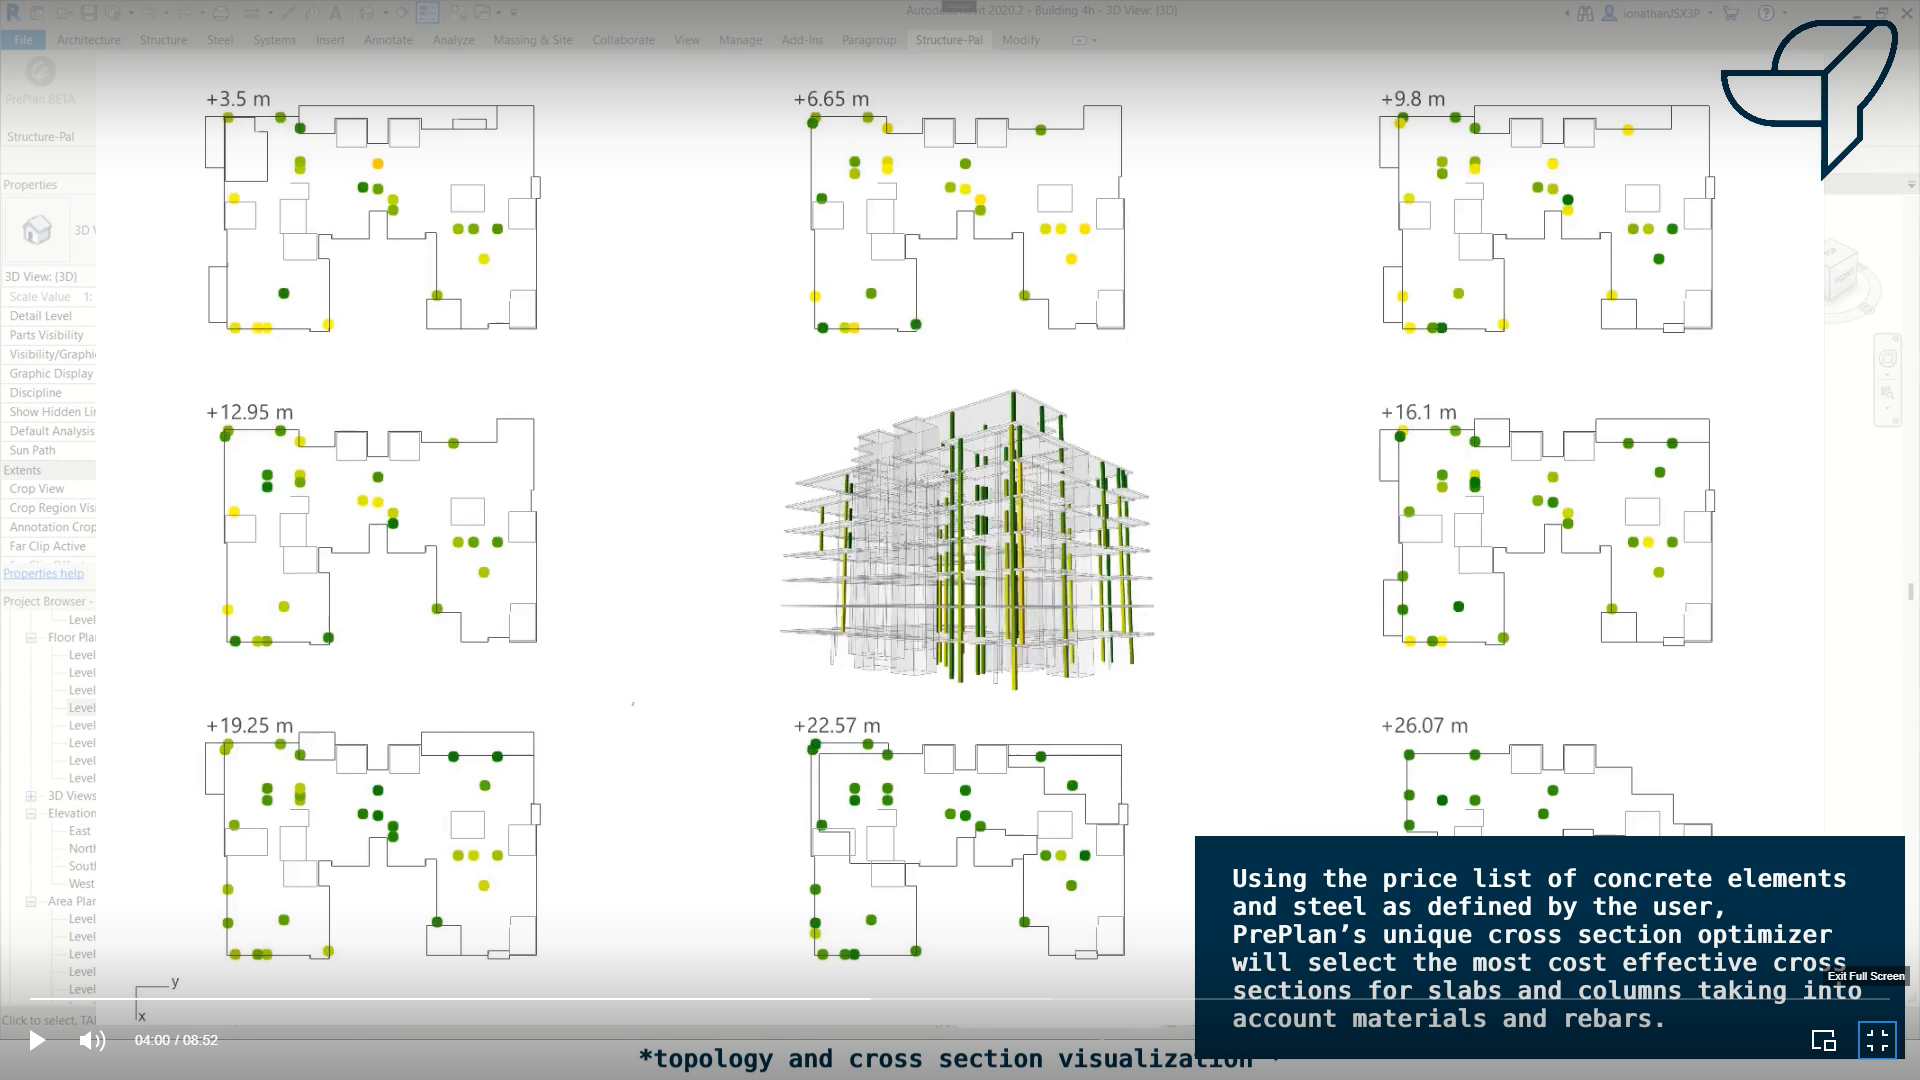 Autodesk Revit 2020.2 - Building 4h - 3D View: {3D}
ionathanJSX3P
File Architecture Structure Steel Systems Insert Annotate Analyze Massing & Site Collaborate View Manage Add-Ins Paragroup Structure-Pal Modify
PrePlan BETA
Structure-Pal
Properties
3D V
3D View: {3D}
Scale Value 1:
Detail Level
Parts Visibility
Visibility/Graphi
Graphic Display
Discipline
Show Hidden Lir
Default Analysis
Sun Path
Extents
Crop View
Crop Region Vis
Annotation Crop
Far Clip Active
Properties help
Project Browser -
Level
Floor Plan
Level
Level
Level
Level
Level
Level
Level
Level
3D Views
Elevation
East
North
South
West
Area Plan
Level
Level
Level
Level
Click to select, TA
+3.5 m
+6.65 m
+9.8 m
+12.95 m
+16.1 m
+19.25 m
+22.57 m
+26.07 m
y
x
Using the price list of concrete elements
and steel as defined by the user,
PrePlan’s unique cross section optimizer
will select the most cost effective cross
sections for slabs and columns taking into
account materials and rebars.
Exit Full Screen
04:00 / 08:52
*topology and cross section visualization